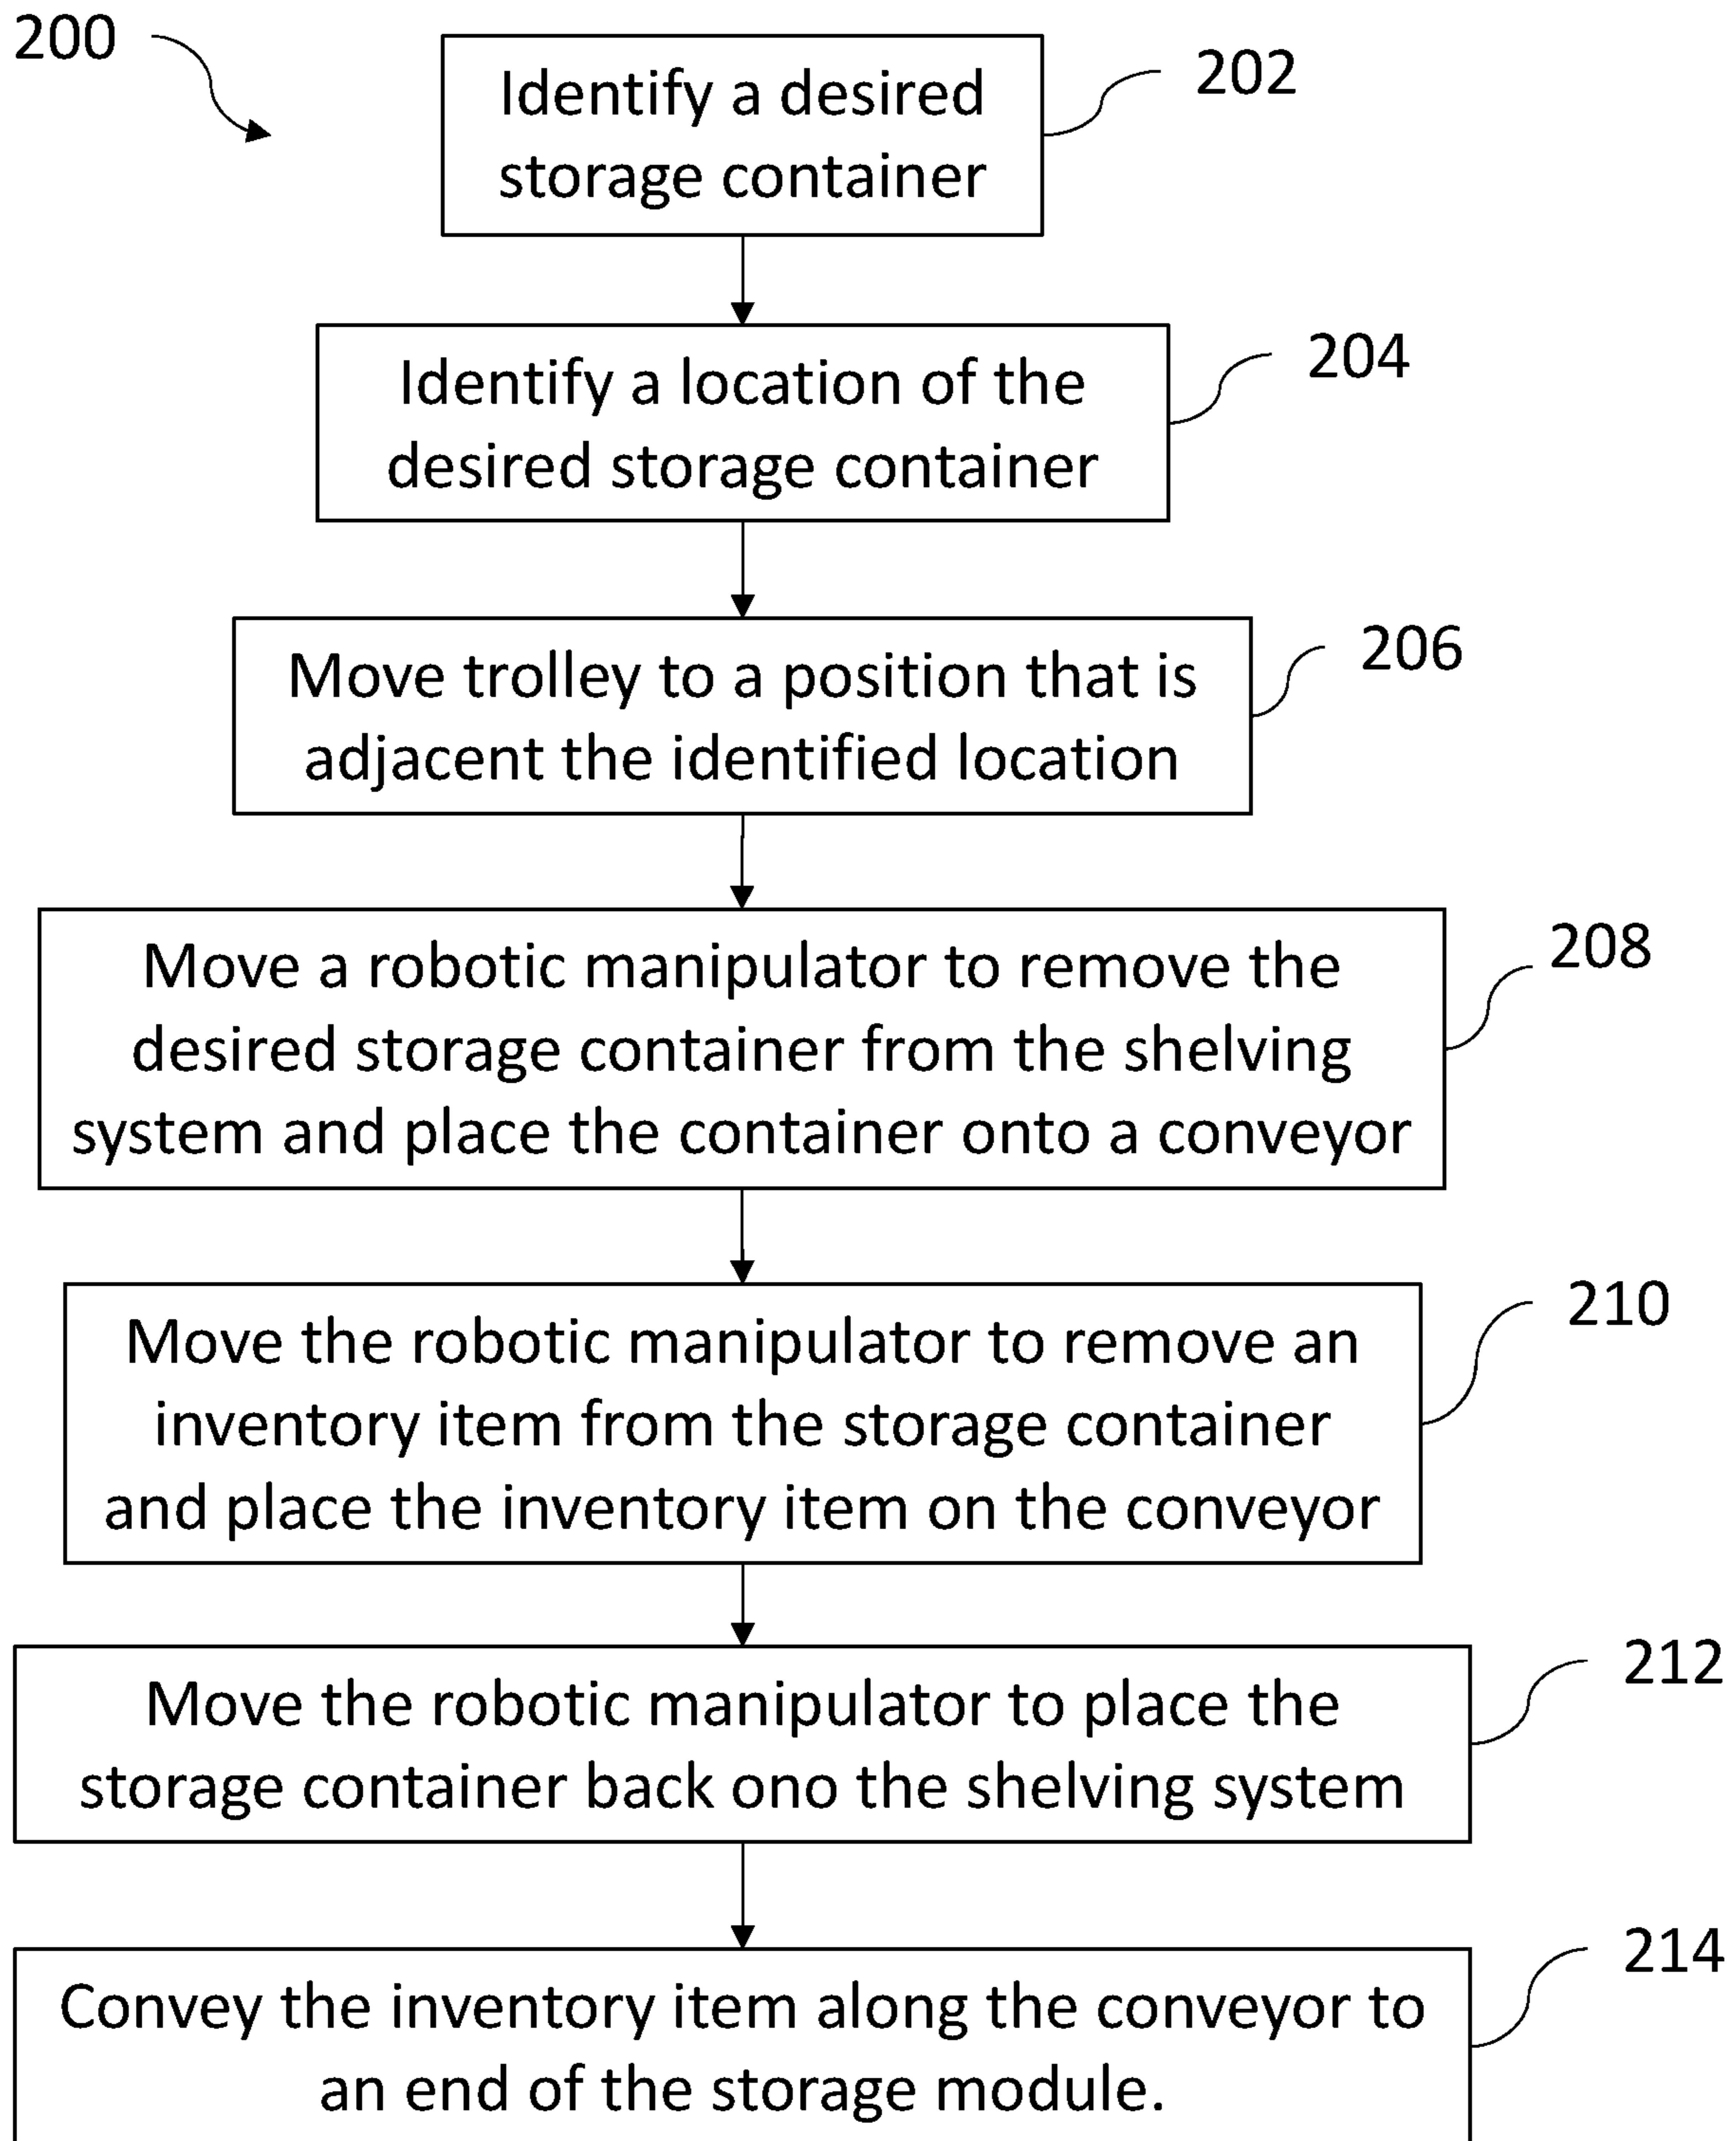 200
202
Identify a desired
storage container
204
Identify a location of the
desired storage container
206
Move trolley to a position that is
adjacent the identified location
208
Move a robotic manipulator to remove the
desired storage container from the shelving
system and place the container onto a conveyor
210
Move the robotic manipulator to remove an
inventory item from the storage container
and place the inventory item on the conveyor
212
Move the robotic manipulator to place the
storage container back ono the shelving system
214
Convey the inventory item along the conveyor to
an end of the storage module.